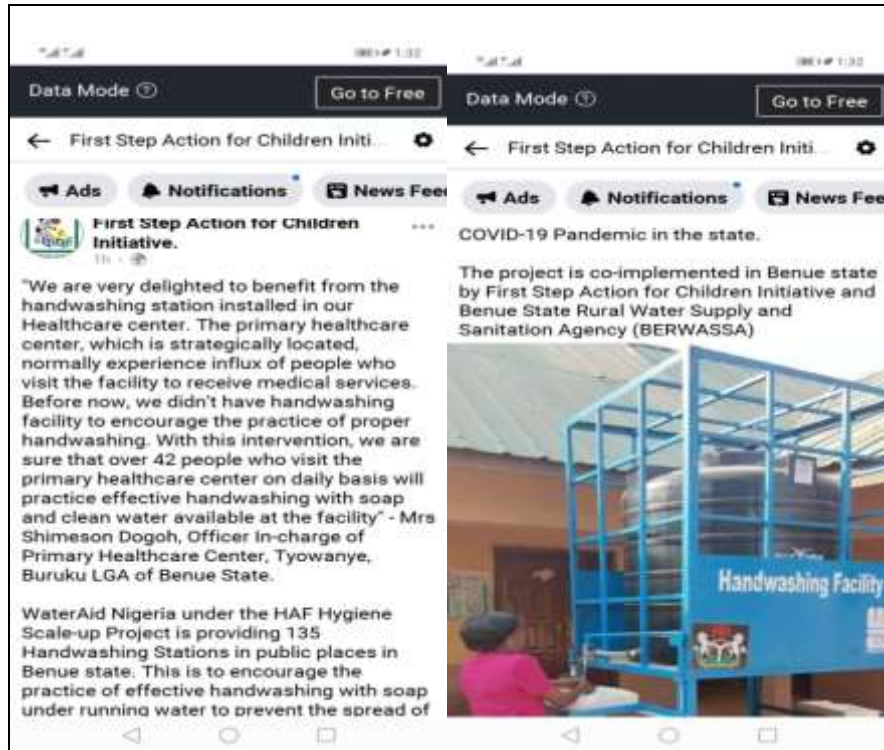 1:32
Data Mode ?
Go to Free
First Step Action for Children Initi...
Ads
Notifications
News Fee
First Step Action for Children
Initiative.
1h ·
"We are very delighted to benefit from the
handwashing station installed in our
Healthcare center. The primary healthcare
center, which is strategically located,
normally experience influx of people who
visit the facility to receive medical services.
Before now, we didn't have handwashing
facility to encourage the practice of proper
handwashing. With this intervention, we are
sure that over 42 people who visit the
primary healthcare center on daily basis will
practice effective handwashing with soap
and clean water available at the facility" - Mrs
Shimeson Dogoh, Officer In-charge of
Primary Healthcare Center, Tyowanye,
Buruku LGA of Benue State.
WaterAid Nigeria under the HAF Hygiene
Scale-up Project is providing 135
Handwashing Stations in public places in
Benue state. This is to encourage the
practice of effective handwashing with soap
under running water to prevent the spread of
1:32
Data Mode ?
Go to Free
First Step Action for Children Initi...
Ads
Notifications
News Fee
COVID-19 Pandemic in the state.
The project is co-implemented in Benue state
by First Step Action for Children Initiative and
Benue State Rural Water Supply and
Sanitation Agency (BERWASSA)
Handwashing Facility